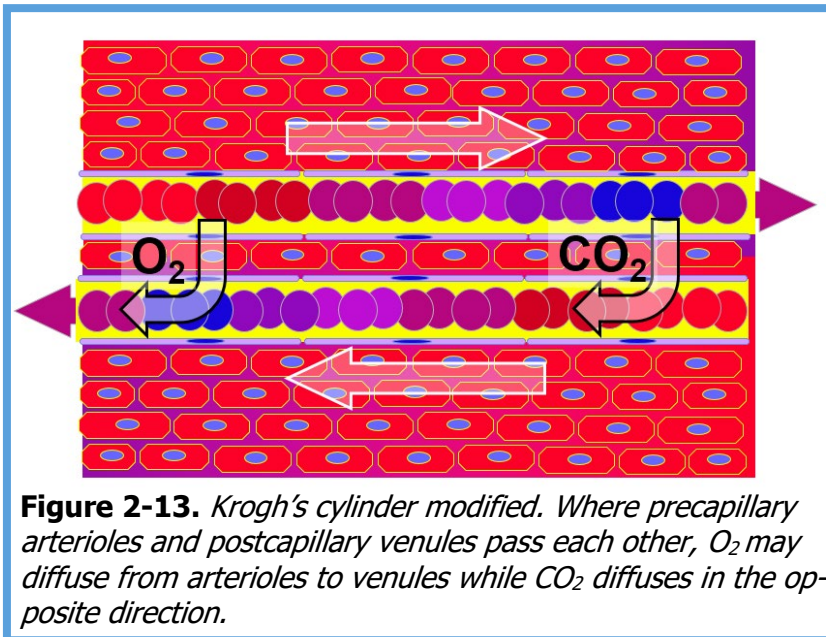 O₂
CO₂
Figure 2-13. Krogh's cylinder modified. Where precapillary
arterioles and postcapillary venules pass each other, O₂ may
diffuse from arterioles to venules while CO₂ diffuses in the op-
posite direction.